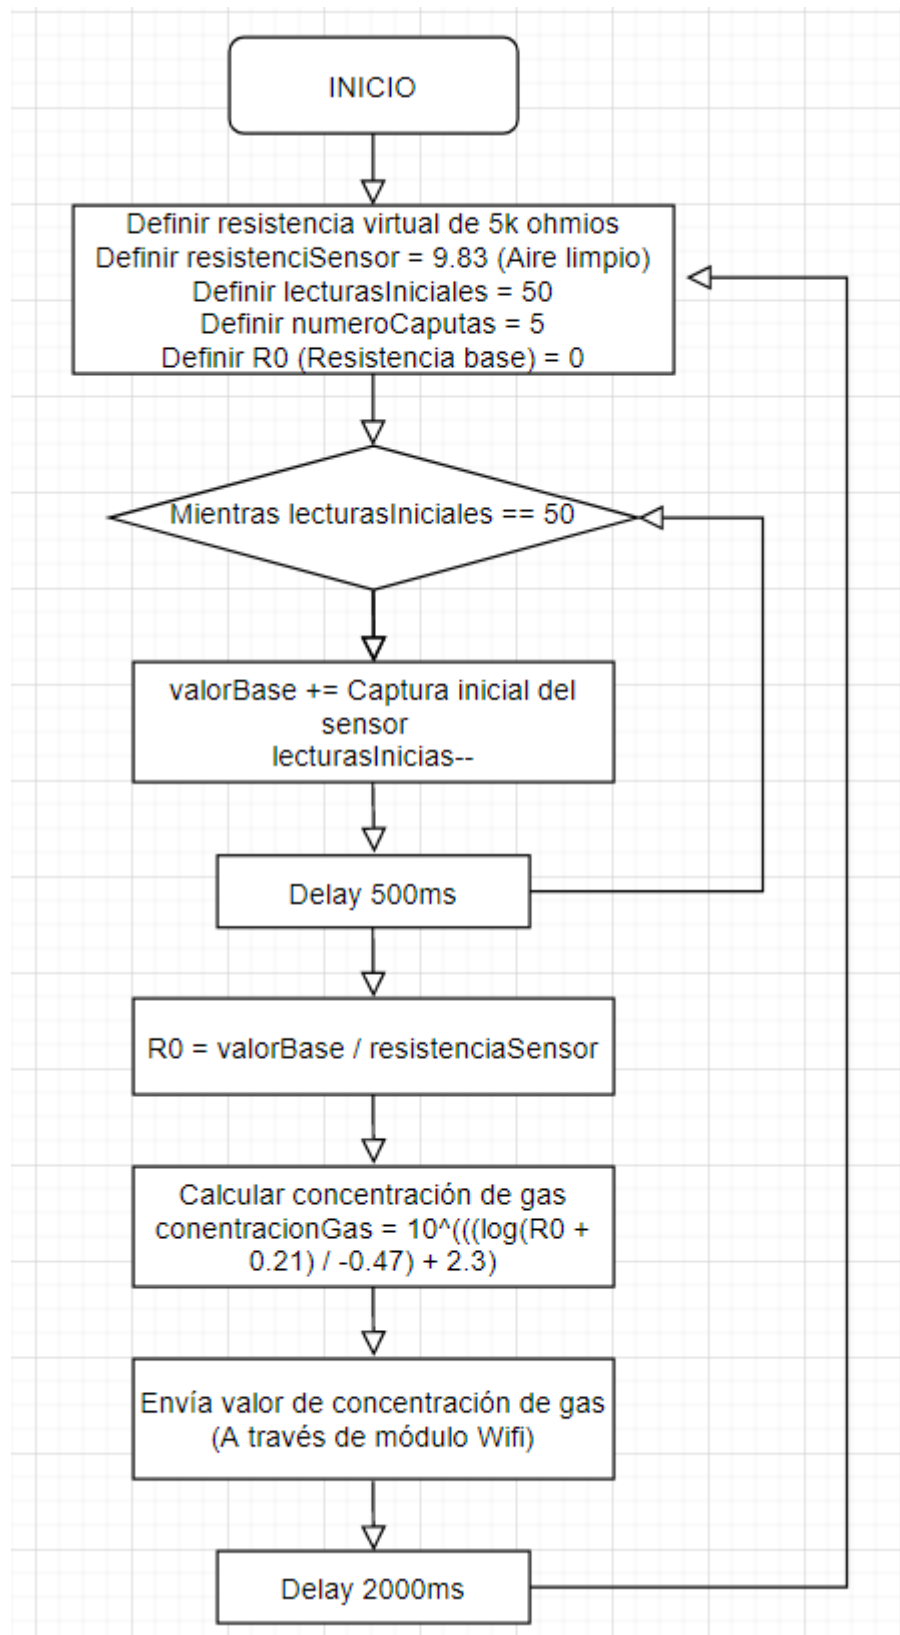 INICIO
Definir resistencia virtual de 5k ohmios
Definir resistenciSensor = 9.83 (Aire limpio)
Definir lecturasIniciales = 50
Definir numeroCaputas = 5
Definir R0 (Resistencia base) = 0
Mientras lecturasIniciales == 50
valorBase += Captura inicial del
sensor
lecturasInicias--
Delay 500ms
R0 = valorBase / resistenciaSensor
Calcular concentración de gas
conentracionGas = 10^(((log(R0 +
0.21) / -0.47) + 2.3)
Envía valor de concentración de gas
(A través de módulo Wifi)
Delay 2000ms